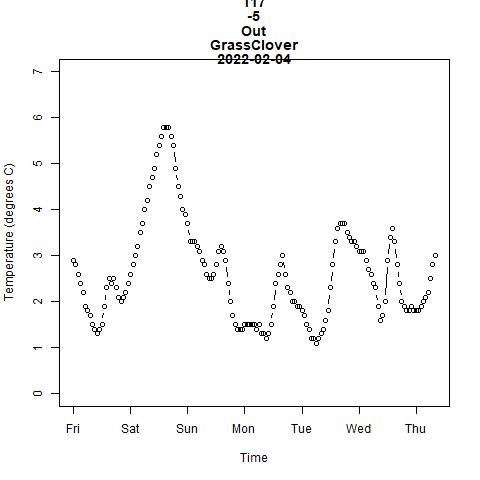 T17
-5
Out
GrassClover
2022-02-04
Temperature (degrees C)
7
6
5
4
3
2
1
0
Fri Sat Sun Mon Tue Wed Thu
Time